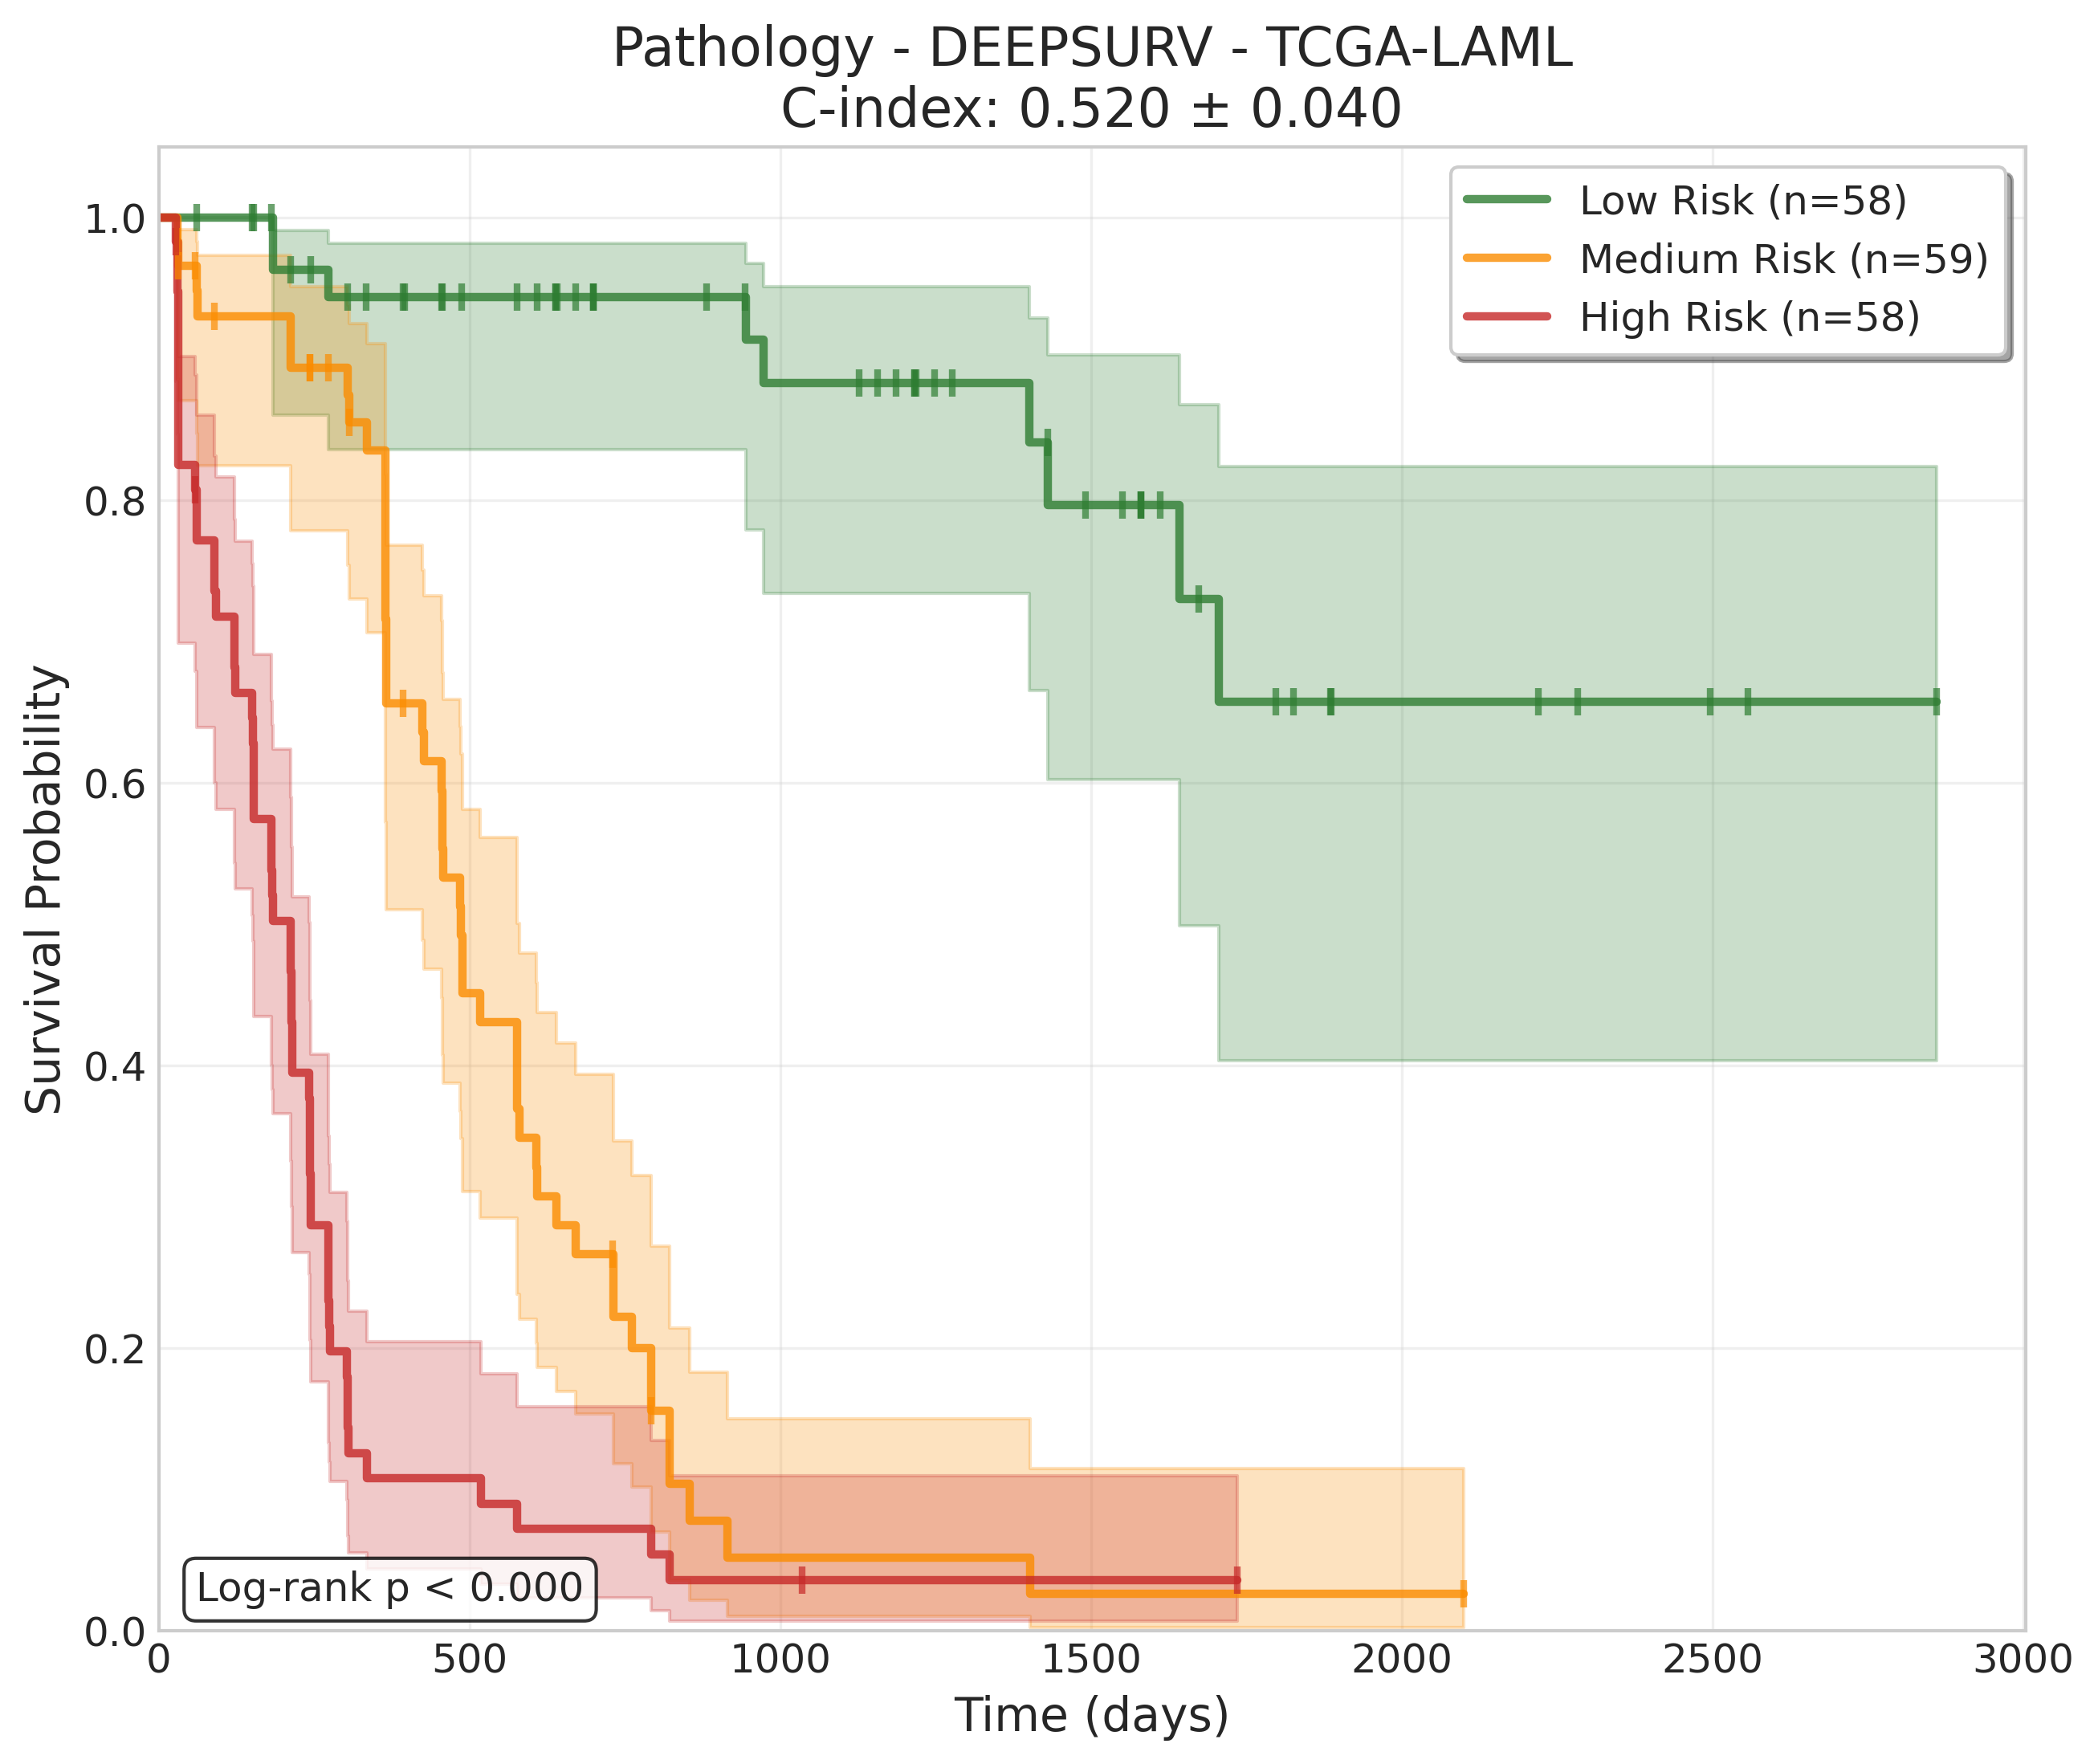 Pathology - DEEPSURV - TCGA-LAML
C-index: 0.520 ± 0.040
Low Risk (n=58)
Medium Risk (n=59)
High Risk (n=58)
Survival Probability
1.0
0.8
0.6
0.4
0.2
0.0
Log-rank p < 0.000
0 500 1000 1500 2000 2500 3000
Time (days)